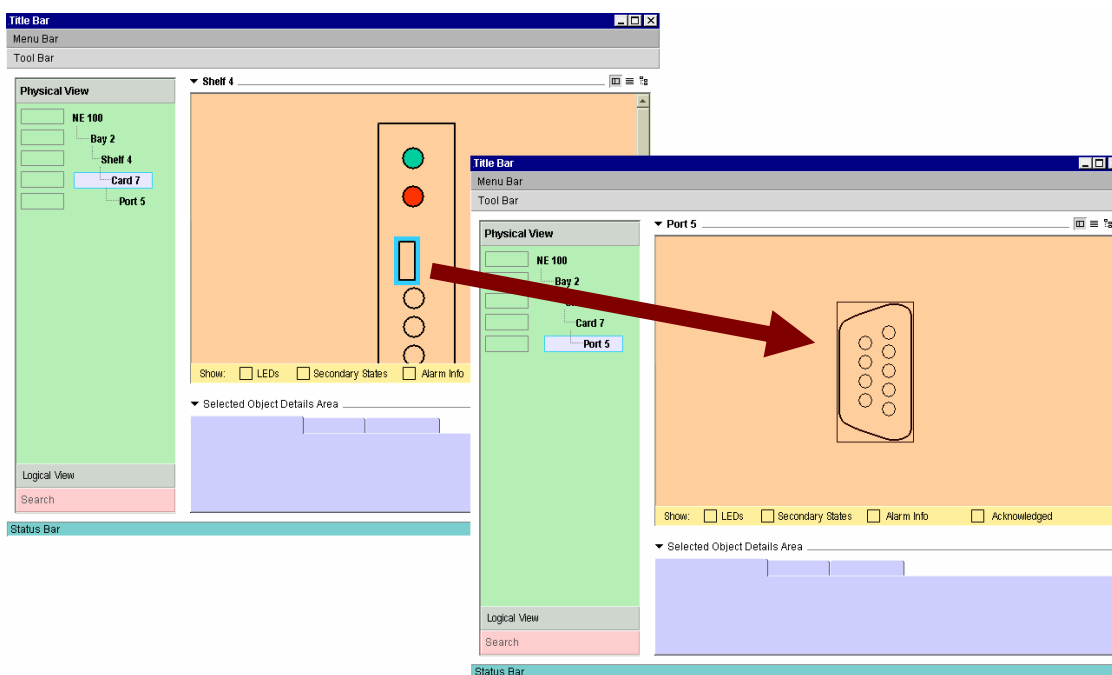 Title Bar
Menu Bar
Tool Bar
Physical View
NE 100
Bay 2
Shelf 4
Card 7
Port 5
Logical View
Search
Shelf 4
Show: LEDs Secondary States Alarm Info
Selected Object Details Area
Status Bar
Title Bar
Menu Bar
Tool Bar
Physical View
NE 100
Bay 2
Card 7
Port 5
Logical View
Search
Port 5
Show: LEDs Secondary States Alarm Info Acknowledged
Selected Object Details Area
Status Bar